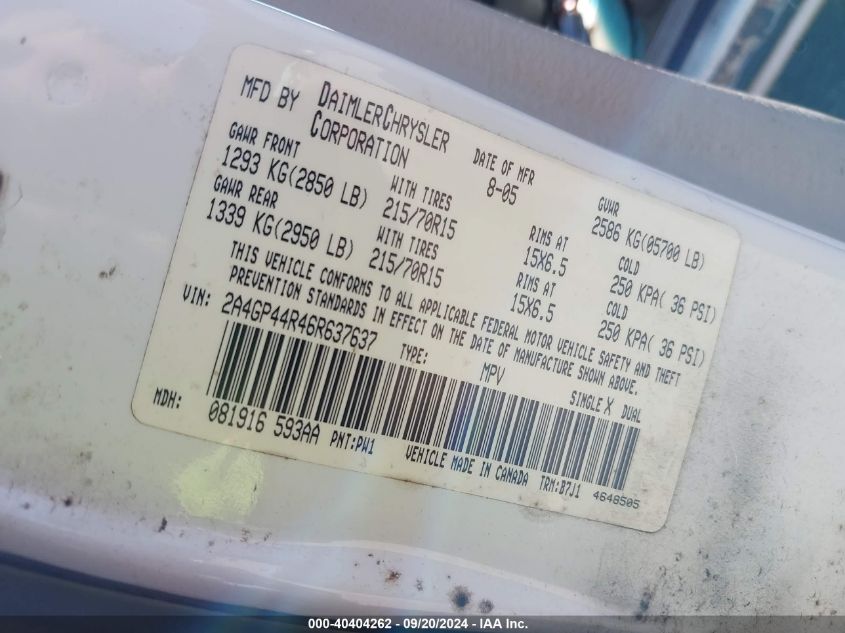 MFD BY DAIMLERCHRYSLER CORPORATION
DATE OF MFR 8-05
GVWR 2586 KG(05700 LB)
GAWR FRONT
1293 KG(2850 LB)
WITH TIRES
215/70R15
RIMS AT
15X6.5
COLD
250 KPA( 36 PSI)
GAWR REAR
1339 KG(2950 LB)
WITH TIRES
215/70R15
RIMS AT
15X6.5
COLD
250 KPA( 36 PSI)
THIS VEHICLE CONFORMS TO ALL APPLICABLE FEDERAL MOTOR VEHICLE SAFETY AND THEFT
PREVENTION STANDARDS IN EFFECT ON THE DATE OF MANUFACTURE SHOWN ABOVE.
VIN: 2A4GP44R46R637637
TYPE: MPV
SINGLE X DUAL
MDH: 081916 593AA
PNT:PW1
VEHICLE MADE IN CANADA
TRM:B7J1
4648505
000-40404262 - 09/20/2024 - IAA Inc.